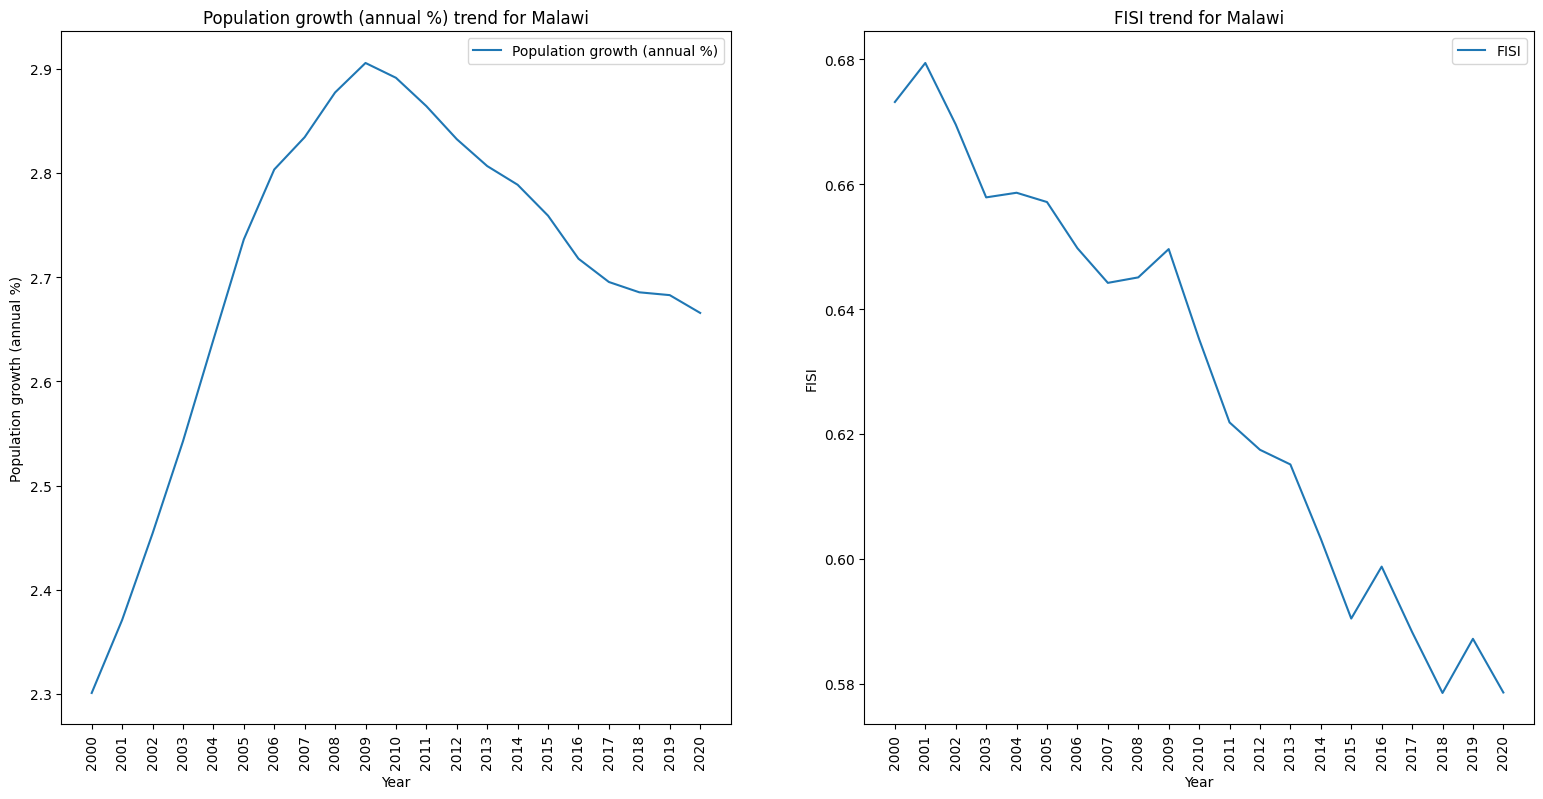 Population growth (annual %) trend for Malawi
Population growth (annual %)
Population growth (annual %)
2.9
2.8
2.7
2.6
2.5
2.4
2.3
2000 2001 2002 2003 2004 2005 2006 2007 2008 2009 2010 2011 2012 2013 2014 2015 2016 2017 2018 2019 2020
Year
FISI trend for Malawi
FISI
FISI
0.68
0.66
0.64
0.62
0.60
0.58
2000 2001 2002 2003 2004 2005 2006 2007 2008 2009 2010 2011 2012 2013 2014 2015 2016 2017 2018 2019 2020
Year